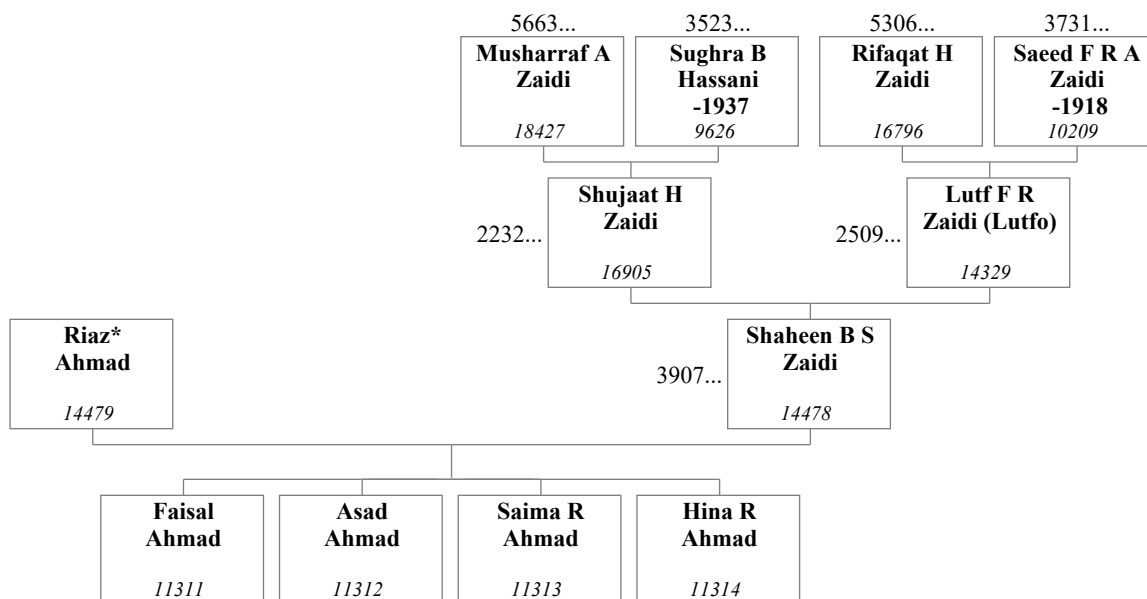 5663...
3523...
5306...
3731...
Musharraf A
Zaidi
18427
Sughra B
Hassani
-1937
9626
Rifaqat H
Zaidi
16796
Saeed F R A
Zaidi
-1918
10209
2232...
Shujaat H
Zaidi
16905
2509...
Lutf F R
Zaidi (Lutfo)
14329
Riaz*
Ahmad
14479
3907...
Shaheen B S
Zaidi
14478
Faisal
Ahmad
11311
Asad
Ahmad
11312
Saima R
Ahmad
11313
Hina R
Ahmad
11314